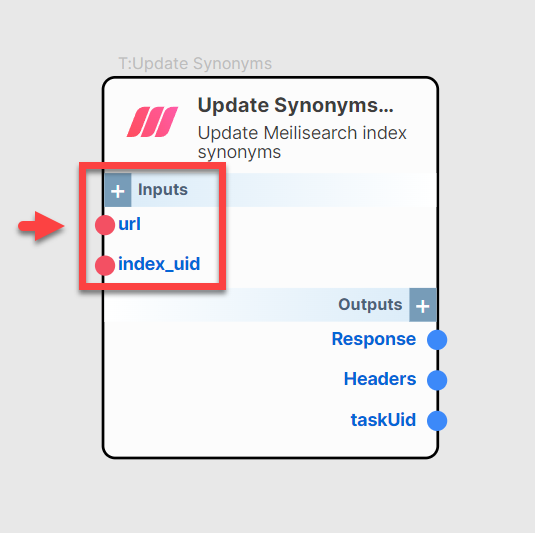 T:Update Synonyms
Update Synonyms...
Update Meilisearch index
synonyms
+ Inputs
url
index_uid
Outputs +
Response
Headers
taskUid